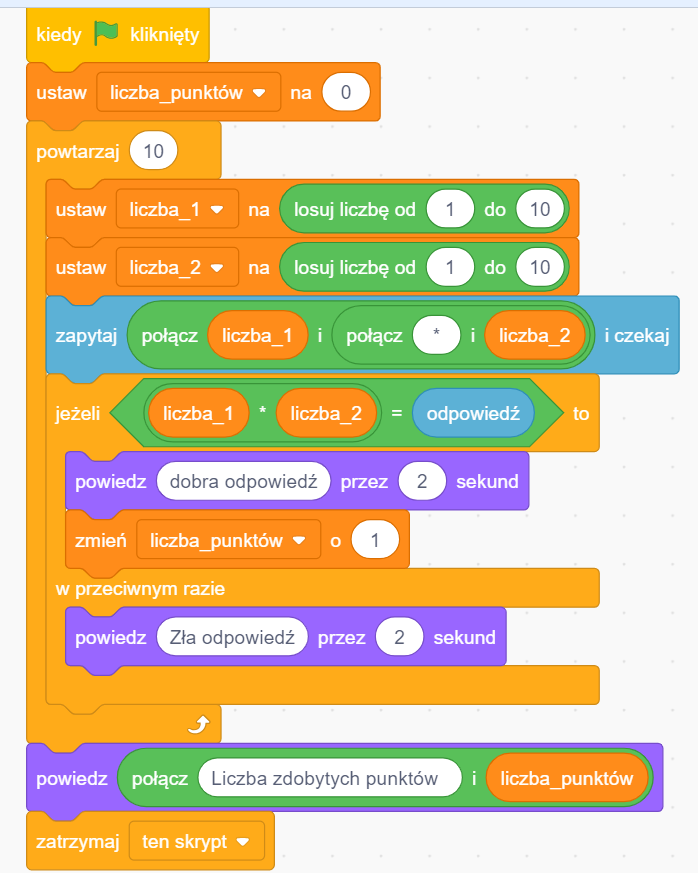 kiedy kliknięty
ustaw liczba_punktów na 0
powtarzaj 10
ustaw liczba_1 na losuj liczbę od 1 do 10
ustaw liczba_2 na losuj liczbę od 1 do 10
zapytaj połącz liczba_1 i połącz * i liczba_2 i czekaj
jeżeli liczba_1 * liczba_2 = odpowiedź to
powiedz dobra odpowiedź przez 2 sekund
zmień liczba_punktów o 1
w przeciwnym razie
powiedz Zła odpowiedź przez 2 sekund
powiedz połącz Liczba zdobytych punktów i liczba_punktów
zatrzymaj ten skrypt